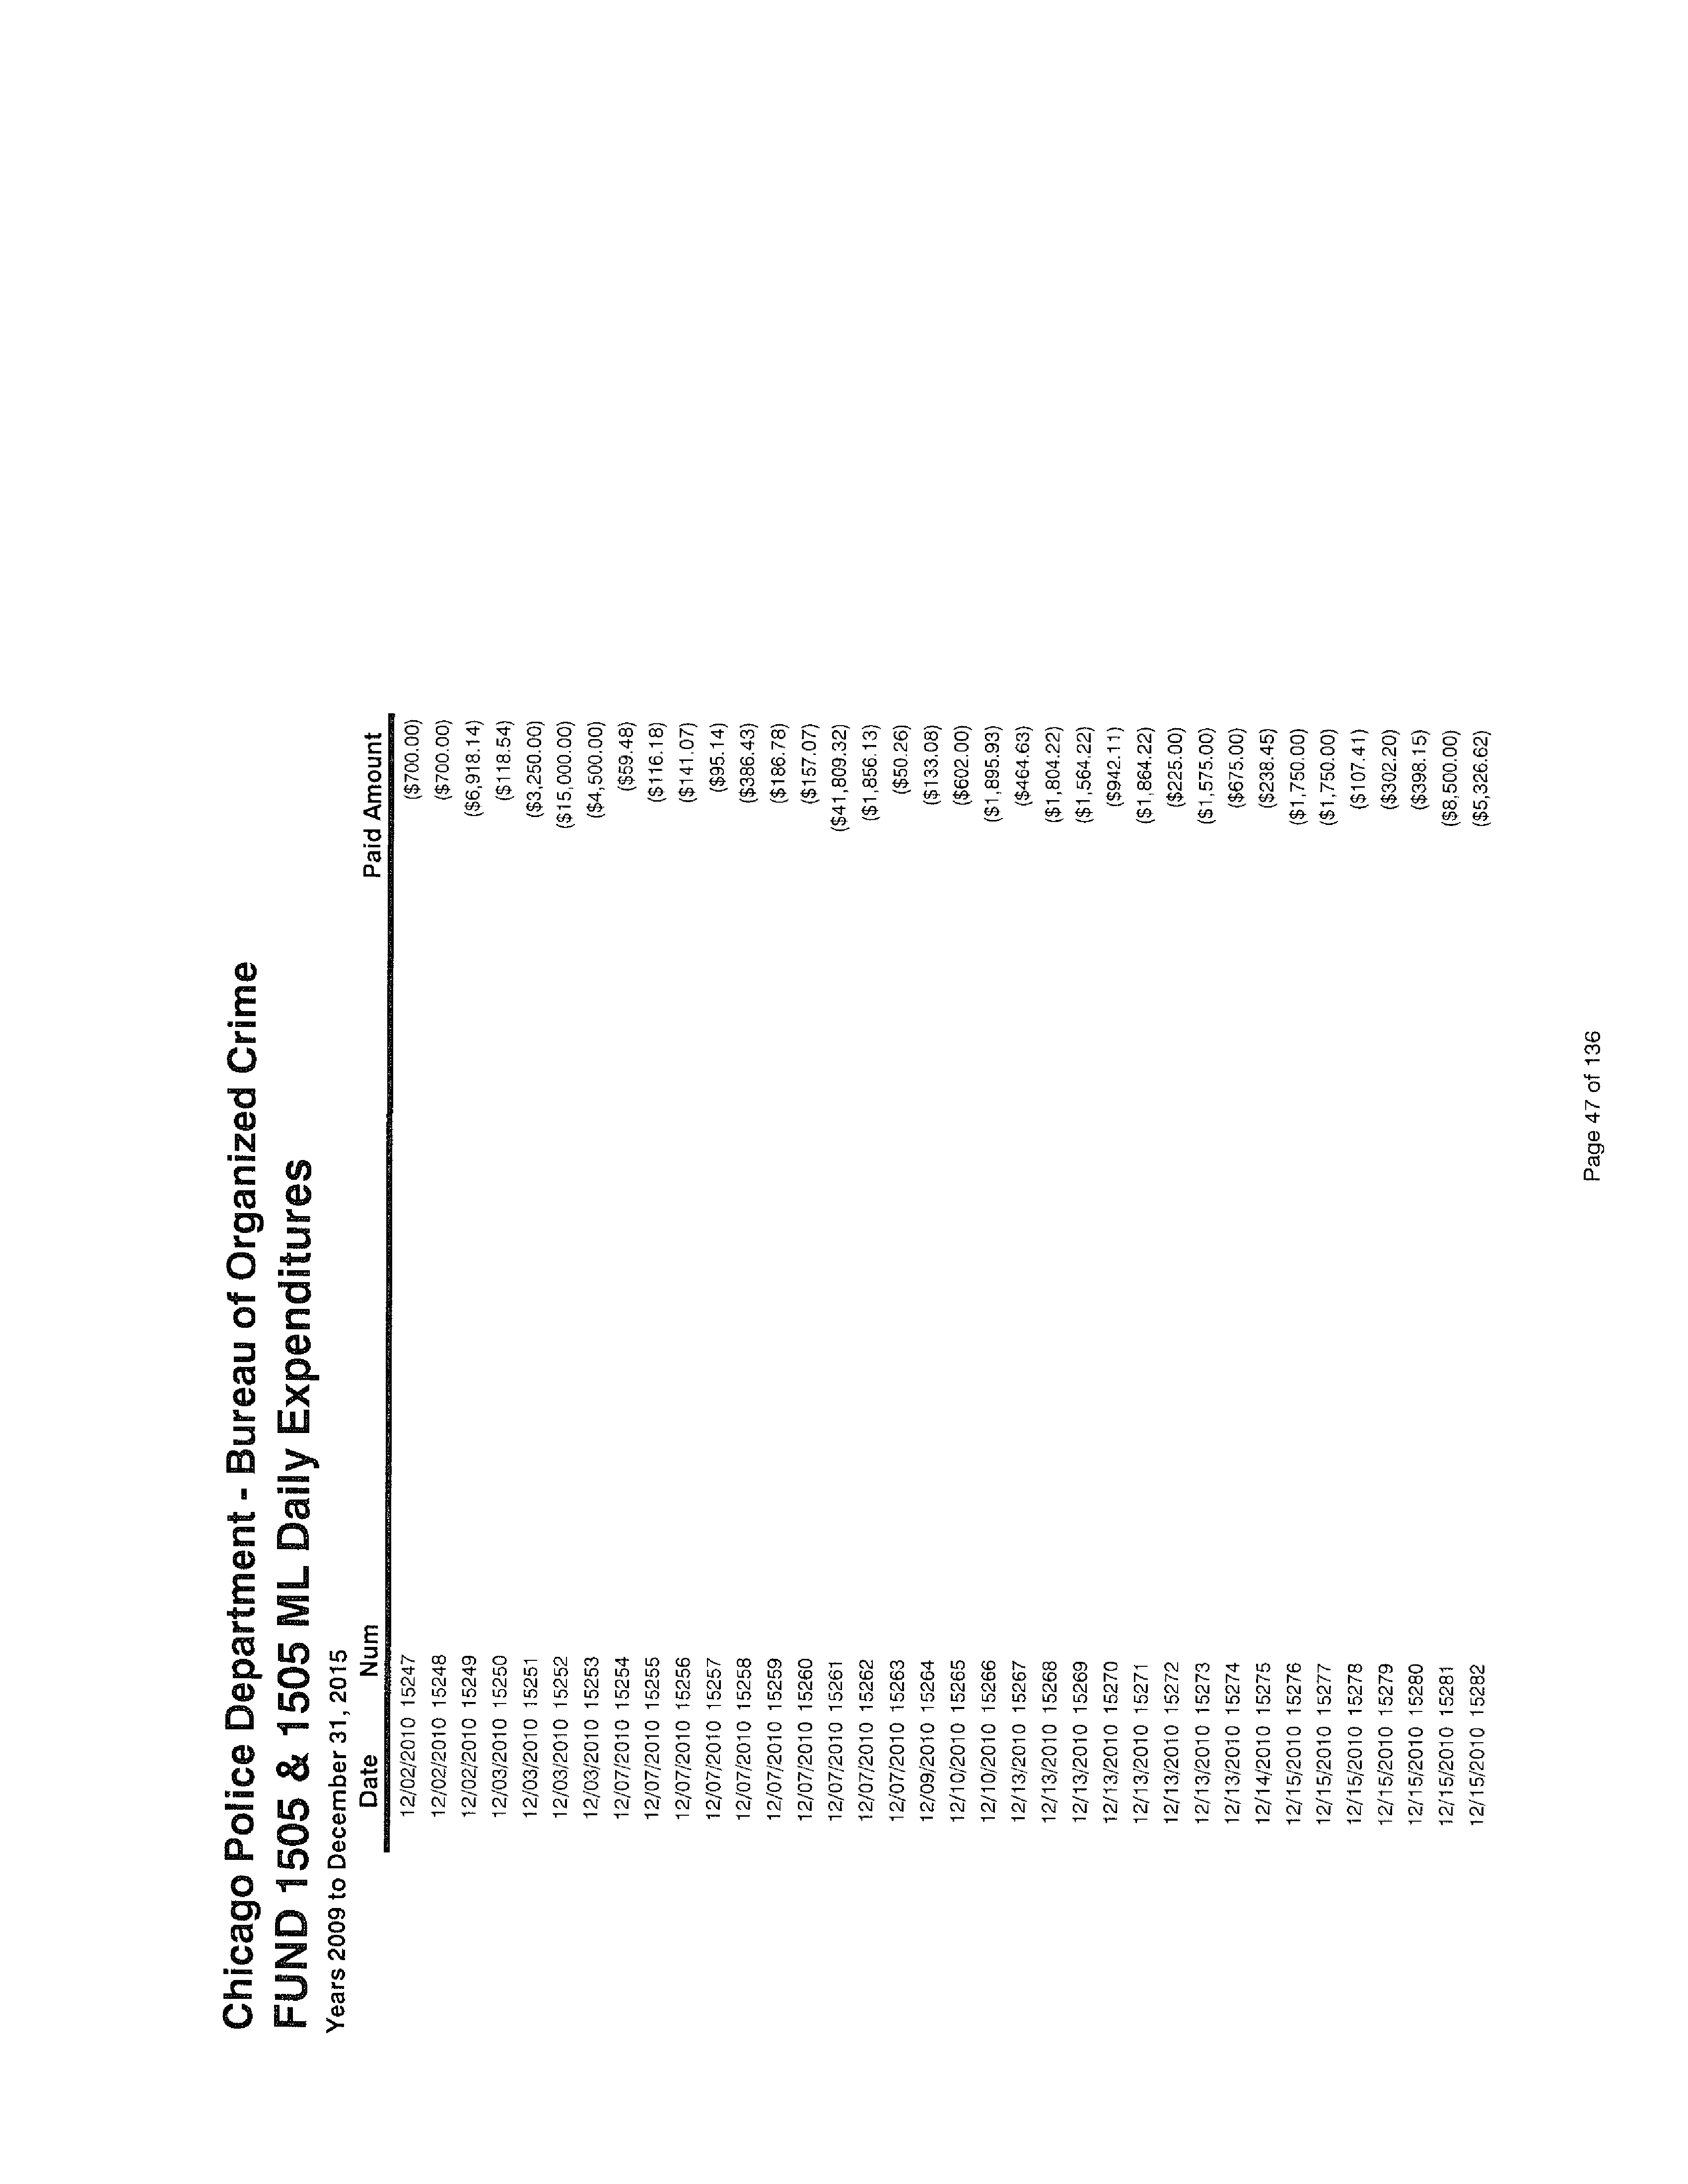 Chicago Police Department - Bureau of Organized Crime
FUND 1505 & 1505 ML Daily Expenditures
Years 2009 to December 31, 2015
Date Num Paid Amount
12/02/2010 15247 ($700.00)
12/02/2010 15248 ($700.00)
12/02/2010 15249 ($6,918.14)
12/03/2010 15250 ($118.54)
12/03/2010 15251 ($3,250.00)
12/03/2010 15252 ($15,000.00)
12/03/2010 15253 ($4,500.00)
12/07/2010 15254 ($59.48)
12/07/2010 15255 ($116.18)
12/07/2010 15256 ($141.07)
12/07/2010 15257 ($95.14)
12/07/2010 15258 ($386.43)
12/07/2010 15259 ($186.78)
12/07/2010 15260 ($157.07)
12/07/2010 15261 ($41,809.32)
12/07/2010 15262 ($1,856.13)
12/07/2010 15263 ($50.26)
12/09/2010 15264 ($133.08)
12/10/2010 15265 ($602.00)
12/10/2010 15266 ($1,895.93)
12/13/2010 15267 ($464.63)
12/13/2010 15268 ($1,804.22)
12/13/2010 15269 ($1,564.22)
12/13/2010 15270 ($942.11)
12/13/2010 15271 ($1,864.22)
12/13/2010 15272 ($225.00)
12/13/2010 15273 ($1,575.00)
12/13/2010 15274 ($675.00)
12/14/2010 15275 ($238.45)
12/15/2010 15276 ($1,750.00)
12/15/2010 15277 ($1,750.00)
12/15/2010 15278 ($107.41)
12/15/2010 15279 ($302.20)
12/15/2010 15280 ($398.15)
12/15/2010 15281 ($8,500.00)
12/15/2010 15282 ($5,326.62)
Page 47 of 136